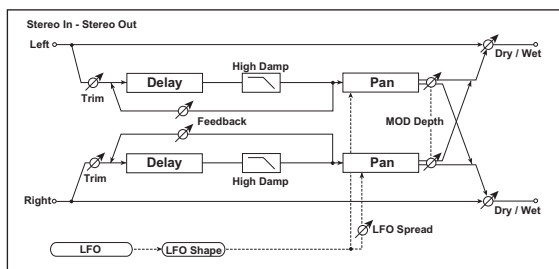 Stereo In - Stereo Out
Left
Dry / Wet
High Damp
Delay
Pan
Trim
Feedback
MOD Depth
Delay
Pan
Trim
High Damp
Right
Dry / Wet
LFO Spread
LFO
LFO Shape